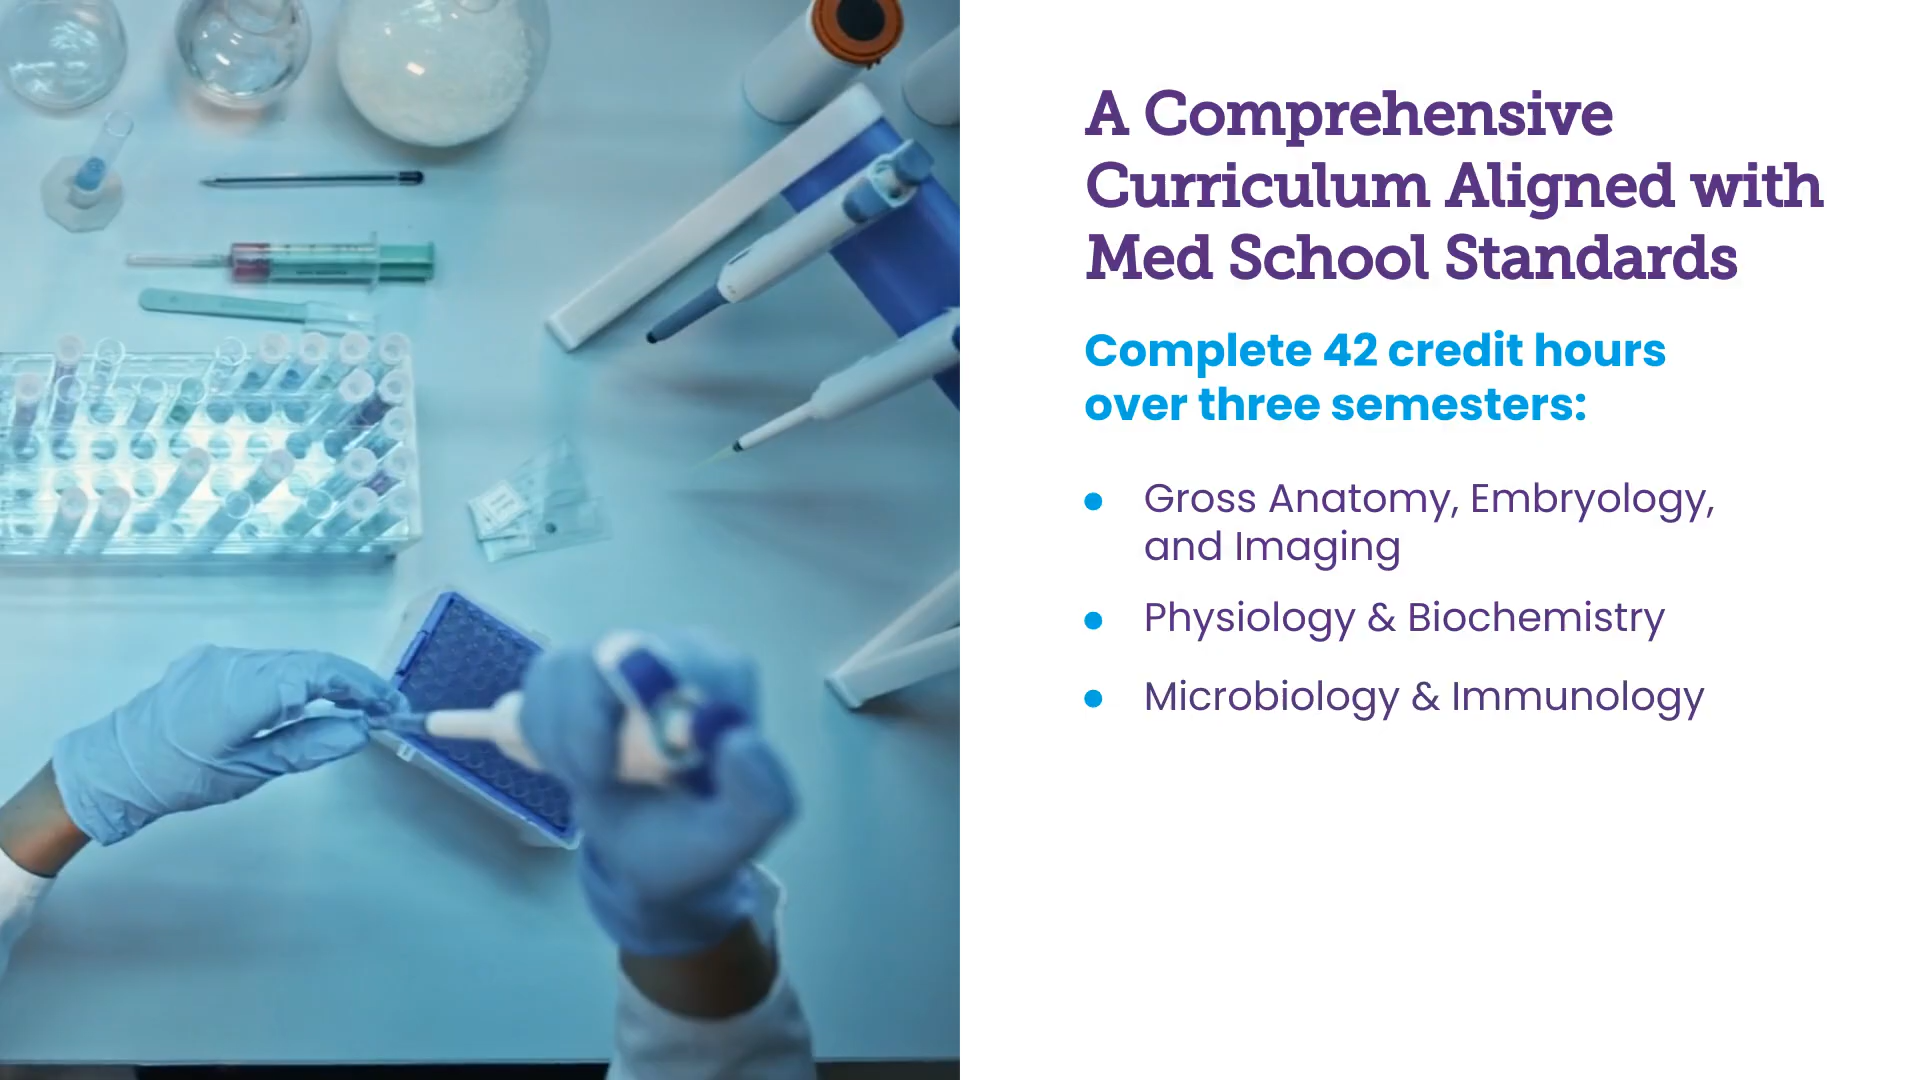 A Comprehensive
Curriculum Aligned with
Med School Standards
Complete 42 credit hours
over three semesters:
• Gross Anatomy, Embryology,
and Imaging
• Physiology & Biochemistry
• Microbiology & Immunology